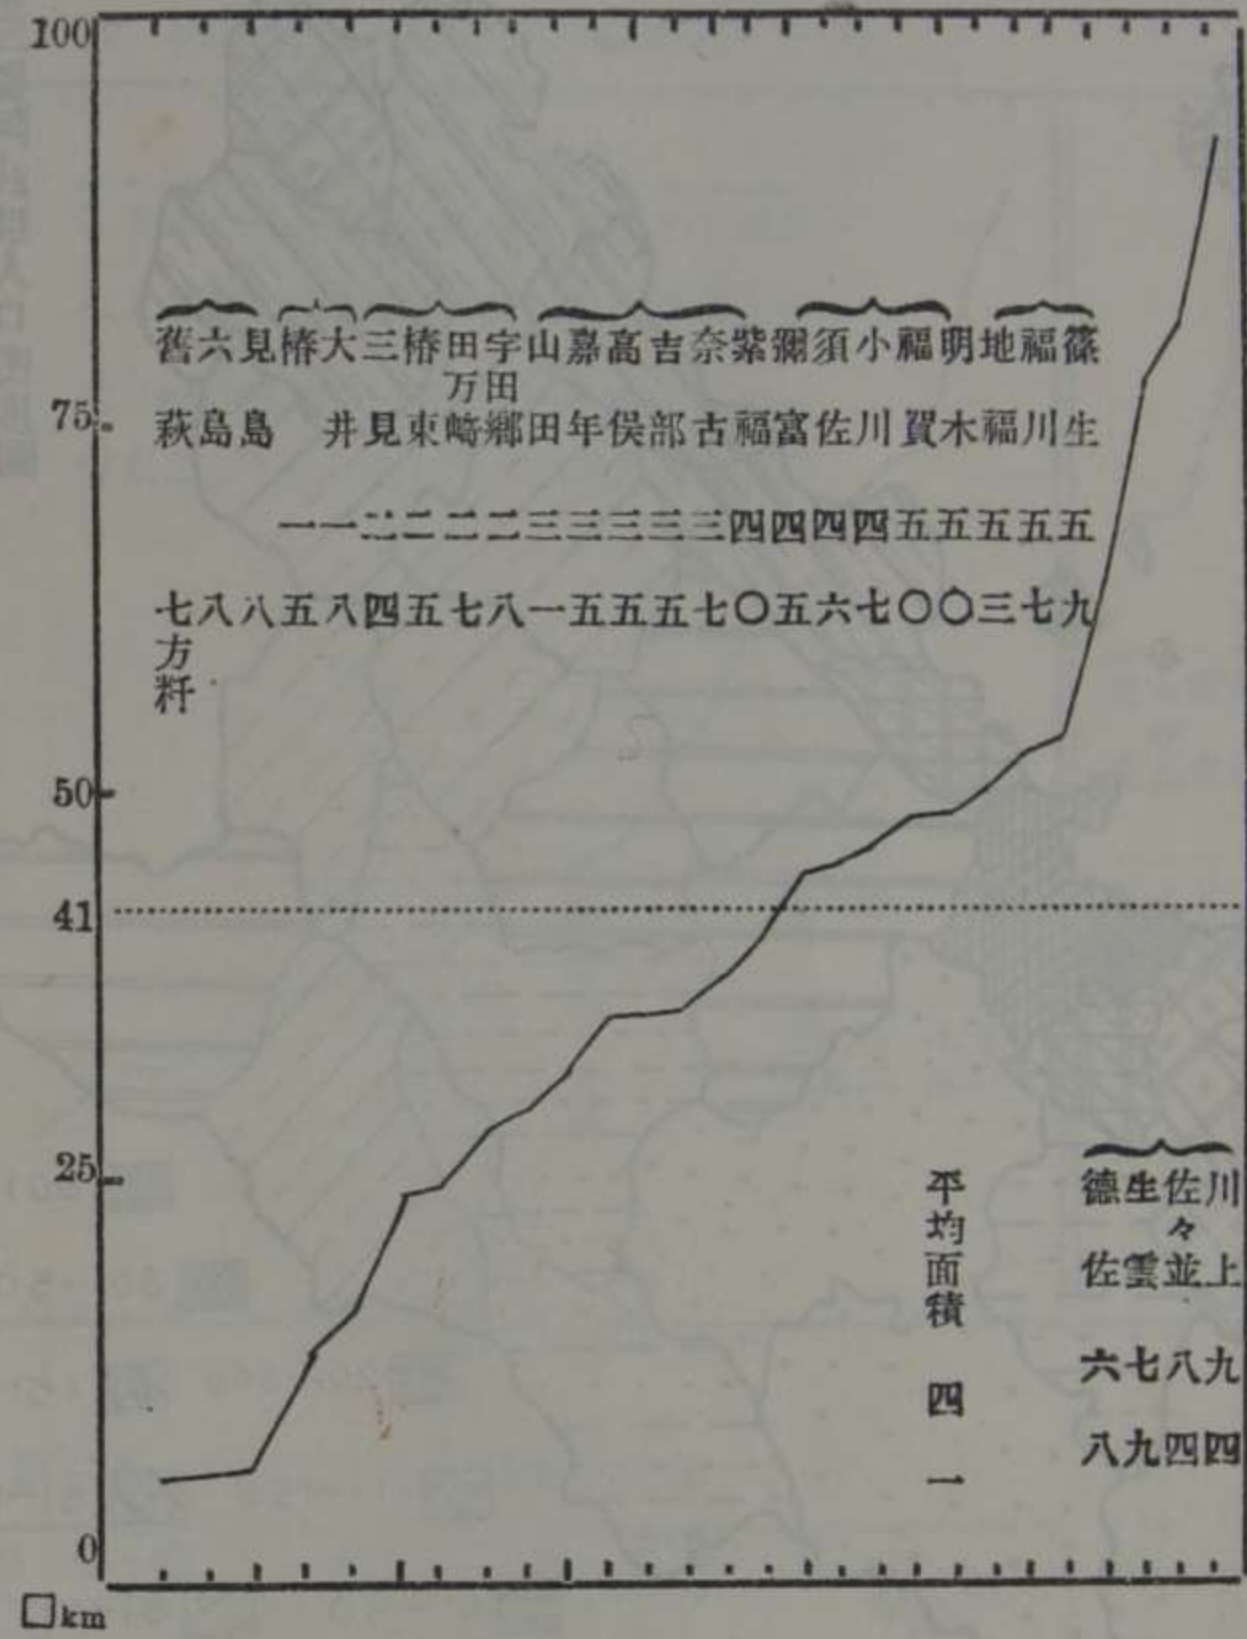 100
75
50
41
25
0
□km
舊萩 七方粁
六島 八
見島 八
椿 一五
大井 一八
三見 二四
椿東 二五
田万崎 二七
宇田郷 二八
山田 三一
嘉年 三五
高俣 三五
吉部 三五
奈古 三七
紫福 四〇
彌富 四五
須佐 四六
小川 四七
福賀 五〇
明木 五〇
地福 五三
福川 五七
篠生 五九
平均面積 四一
德佐 六八
生雲 七九
佐々並 八四
川上 九四